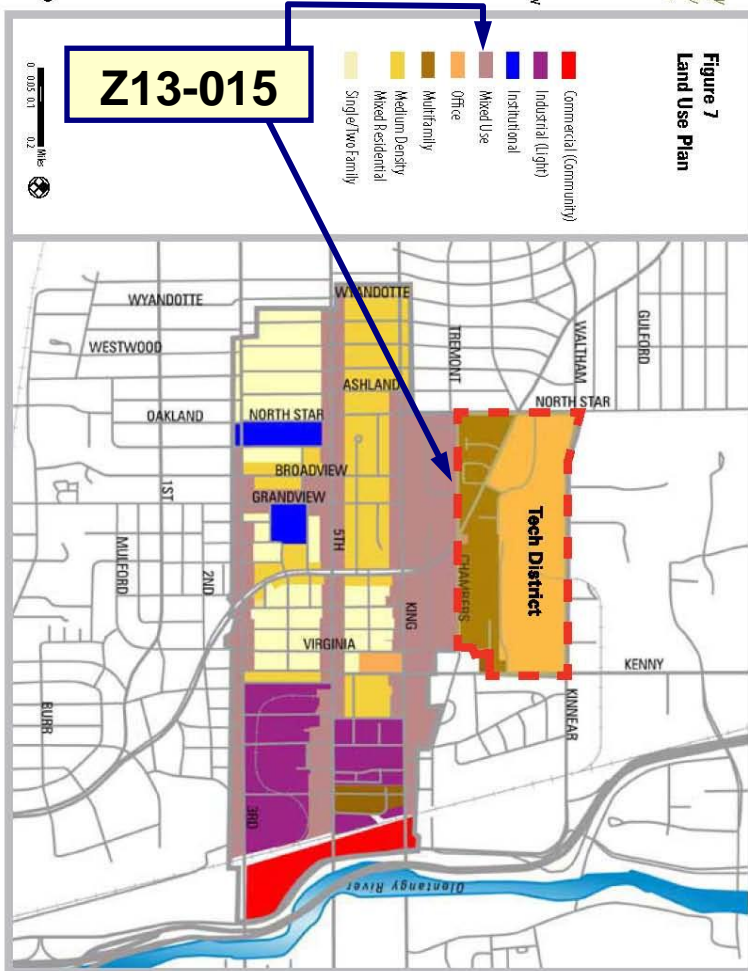 Z13-015
Figure 7
Land Use Plan
Commercial (Community)
Industrial (Light)
Institutional
Mixed Use
Office
Multifamily
Medium Density
Mixed Residential
Single/Two Family
0 0.05 0.1 0.2
Miles
WYANDOTTE
WYANDOTTE
WESTWOOD
TREMONT
WALTHAM
GULFORD
ASHLAND
NORTH STAR
OAKLAND
NORTH STAR
BROADVIEW
GRANDVIEW
1ST
2ND
5TH
MULFORD
KING
CHAMBERS
Tech District
VIRGINIA
KENNY
KINNEAR
BURR
3RD
Olentangy River